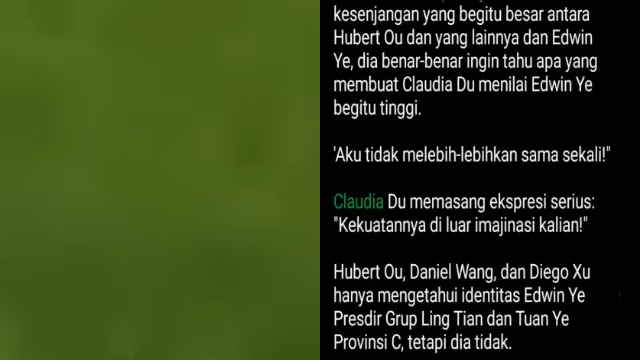 kesenjangan yang begitu besar antara
Hubert Ou dan yang lainnya dan Edwin
Ye, dia benar-benar ingin tahu apa yang
membuat Claudia Du menilai Edwin Ye
begitu tinggi.
'Aku tidak melebih-lebihkan sama sekali!"
Claudia Du memasang ekspresi serius:
"Kekuatannya di luar imajinasi kalian!"
Hubert Ou, Daniel Wang, dan Diego Xu
hanya mengetahui identitas Edwin Ye
Presdir Grup Ling Tian dan Tuan Ye
Provinsi C, tetapi dia tidak.